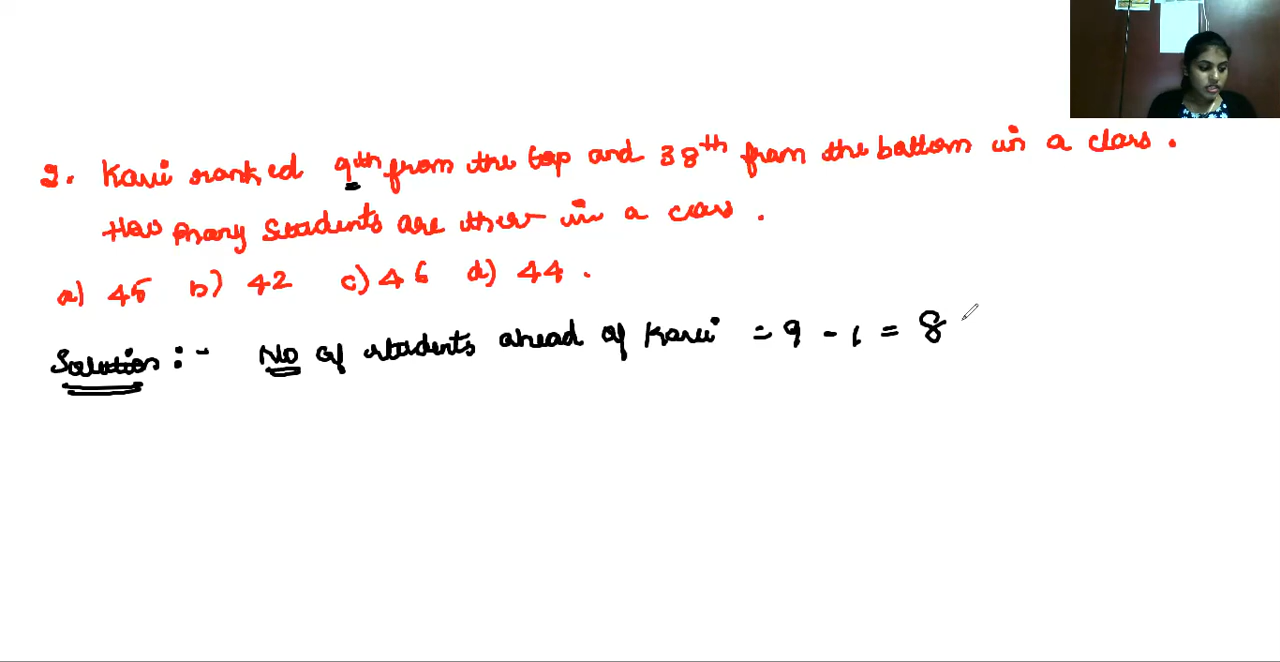 2. Kavi ranked 9th from the top and 38th from the bottom in a class.
How many students are there in a class.
a) 45 b) 42 c) 46 d) 44.
Solution:- No of students ahead of Kavi = 9 - 1 = 8